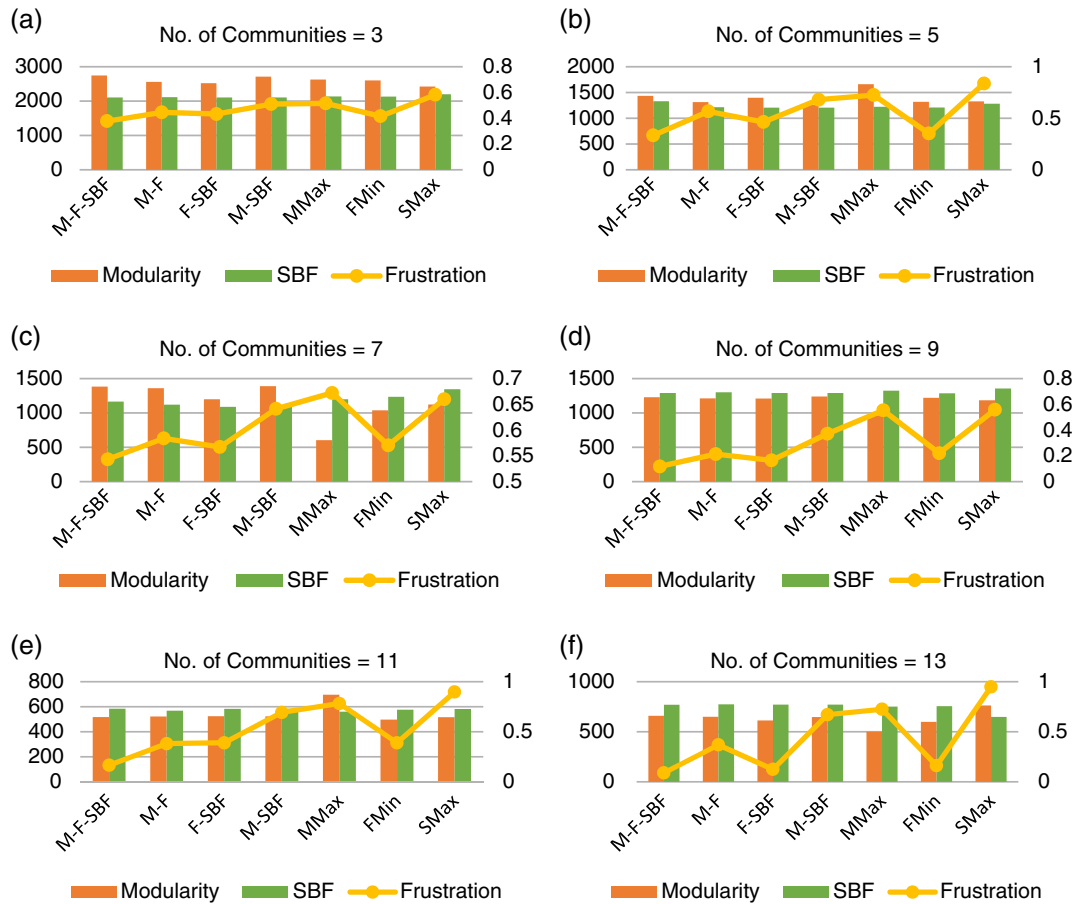 (a)
No. of Communities = 3
3000
2000
1000
0
0.8
0.6
0.4
0.2
0
M-F-SBF
M-F
F-SBF
M-SBF
MMax
FMin
SMax
Modularity SBF Frustration
(b)
No. of Communities = 5
2000
1500
1000
500
0
1
0.5
0
M-F-SBF
M-F
F-SBF
M-SBF
MMax
FMin
SMax
Modularity SBF Frustration
(c)
No. of Communities = 7
1500
1000
500
0
0.7
0.65
0.6
0.55
0.5
M-F-SBF
M-F
F-SBF
M-SBF
MMax
FMin
SMax
Modularity SBF Frustration
(d)
No. of Communities = 9
1500
1000
500
0
0.8
0.6
0.4
0.2
0
M-F-SBF
M-F
F-SBF
M-SBF
MMax
FMin
SMax
Modularity SBF Frustration
(e)
No. of Communities = 11
800
600
400
200
0
1
0.5
0
M-F-SBF
M-F
F-SBF
M-SBF
MMax
FMin
SMax
Modularity SBF Frustration
(f)
No. of Communities = 13
1000
500
0
1
0.5
0
M-F-SBF
M-F
F-SBF
M-SBF
MMax
FMin
SMax
Modularity SBF Frustration